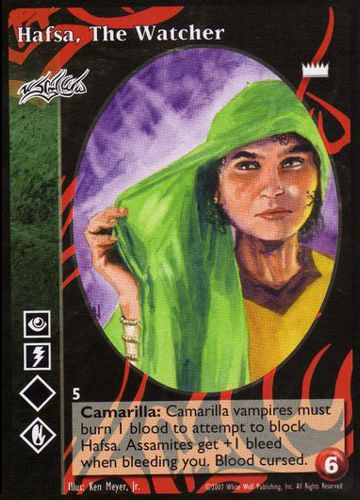 Hafsa, The Watcher
5
Camarilla: Camarilla vampires must
burn 1 blood to attempt to block
Hafsa. Assamites get +1 bleed
when bleeding you. Blood cursed.
6
Illus: Ken Meyer, Jr.
©2007 White Wolf Publishing, Inc. All Rights Reserved